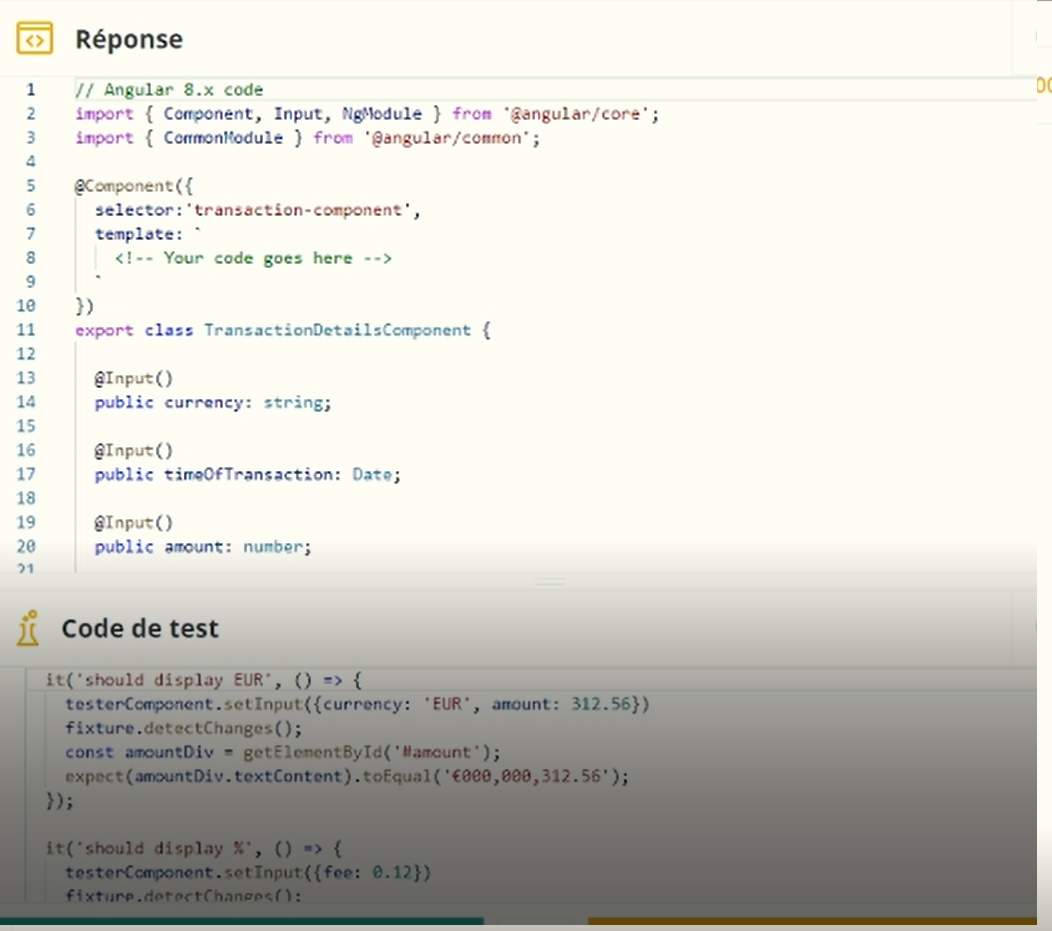 Réponse
1 // Angular 8.x code
2 import { Component, Input, NgModule } from '@angular/core';
3 import { CommonModule } from '@angular/common';
4
5 @Component({
6   selector:'transaction-component',
7   template: `
8     <!-- Your code goes here -->
9   `
10 })
11 export class TransactionDetailsComponent {
12
13   @Input()
14   public currency: string;
15
16   @Input()
17   public timeOfTransaction: Date;
18
19   @Input()
20   public amount: number;
21
Code de test
it('should display EUR', () => {
  testerComponent.setInput({currency: 'EUR', amount: 312.56})
  fixture.detectChanges();
  const amountDiv = getElementById('#amount');
  expect(amountDiv.textContent).toEqual('€000,000,312.56');
});
it('should display %', () => {
  testerComponent.setInput({fee: 0.12})
  fixture.detectChanges();